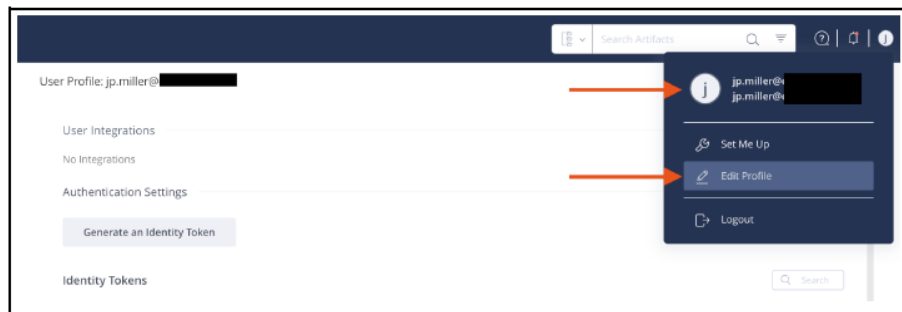 Search Artifacts
j
User Profile: jp.miller@
j
jp.miller@
jp.miller@
User Integrations
No Integrations
Set Me Up
Authentication Settings
Edit Profile
Generate an Identity Token
Logout
Identity Tokens
Search